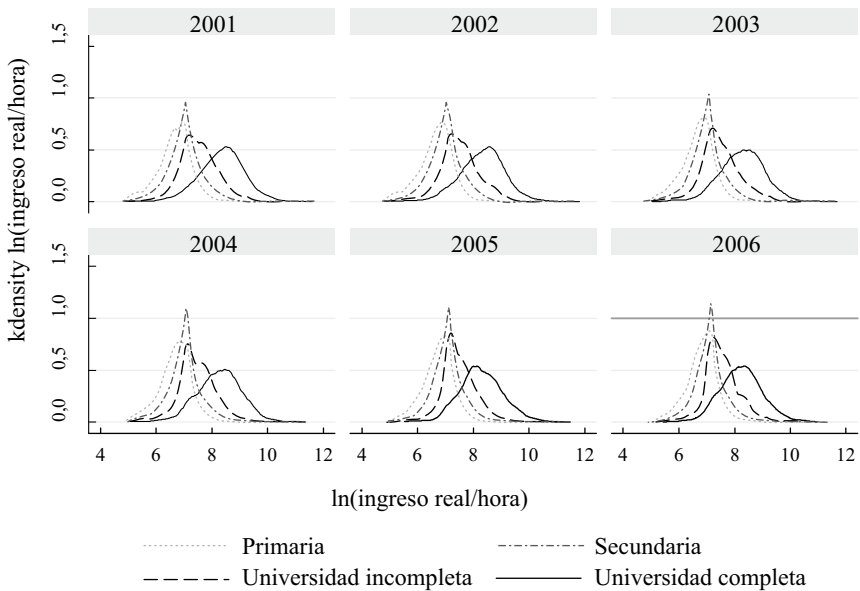 kdensity ln(ingreso real/hora)
2001
2002
2003
1,5
1,0
0,5
0,0
2004
2005
2006
1,5
1,0
0,5
0,0
4 6 8 10 12
4 6 8 10 12
4 6 8 10 12
ln(ingreso real/hora)
Primaria
Secundaria
Universidad incompleta
Universidad completa